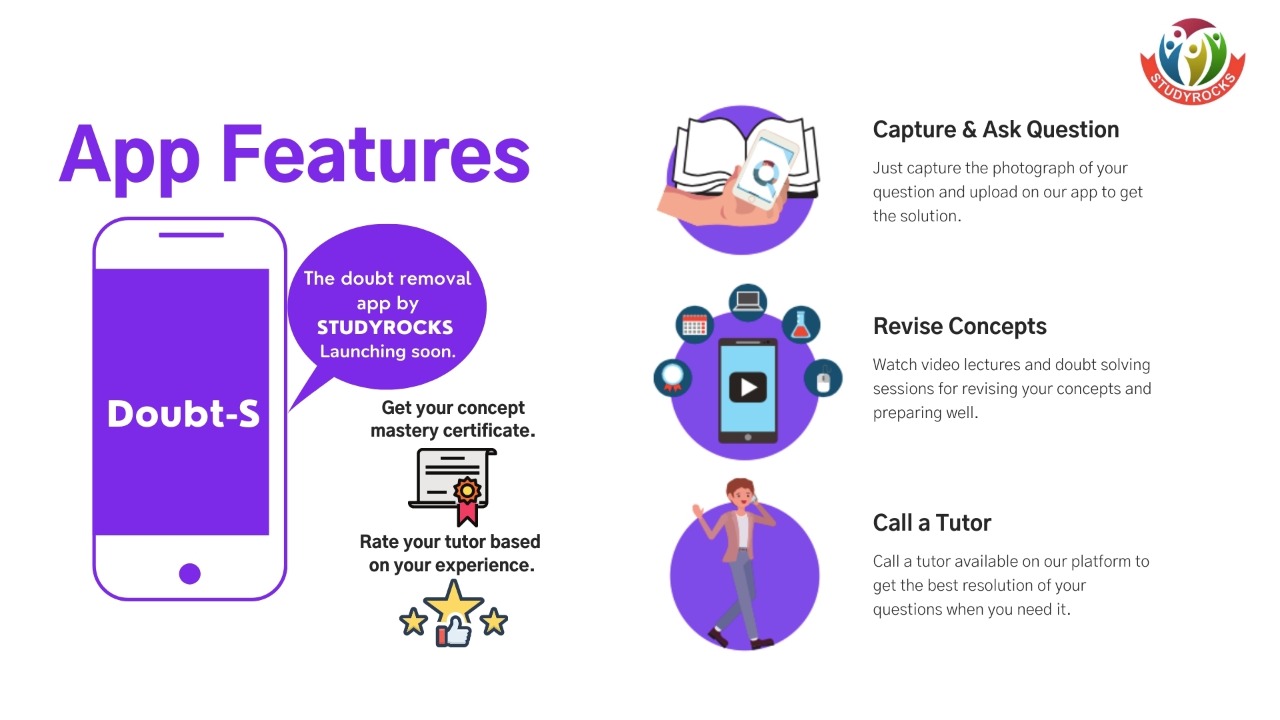 App Features
Doubt-S
The doubt removal
app by
STUDYROCKS
Launching soon.
Get your concept
mastery certificate.
Rate your tutor based
on your experience.
STUDYROCKS
Capture & Ask Question
Just capture the photograph of your
question and upload on our app to get
the solution.
Revise Concepts
Watch video lectures and doubt solving
sessions for revising your concepts and
preparing well.
Call a Tutor
Call a tutor available on our platform to
get the best resolution of your
questions when you need it.